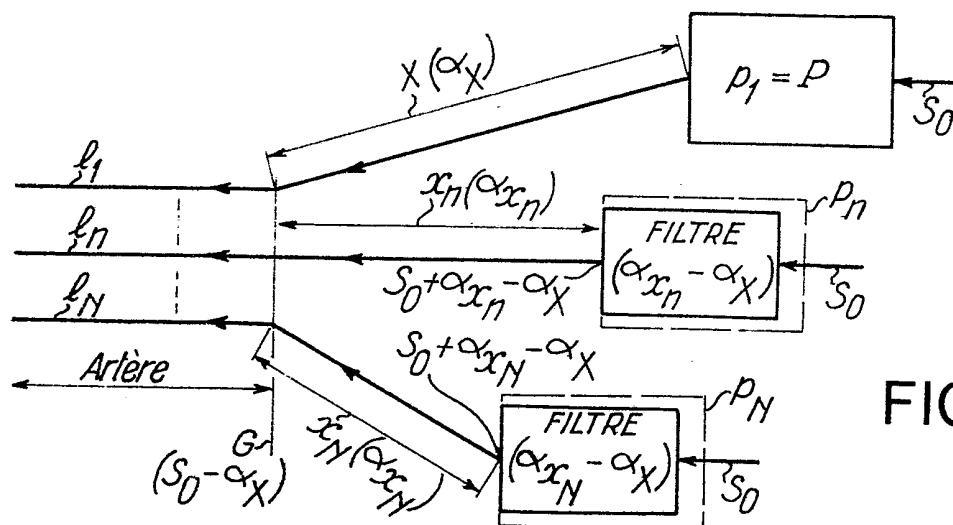 X(αX)
p1 = P
S0
l1
xn(αxn)
pn
ln
FILTRE
(αxn-αX)
S0+αxn-αX
S0
lN
S0+αxN-αX
Artère
pN
FIG
FILTRE
G
(S0-αX)
xN(αxN)
(αxN-αX)
S0